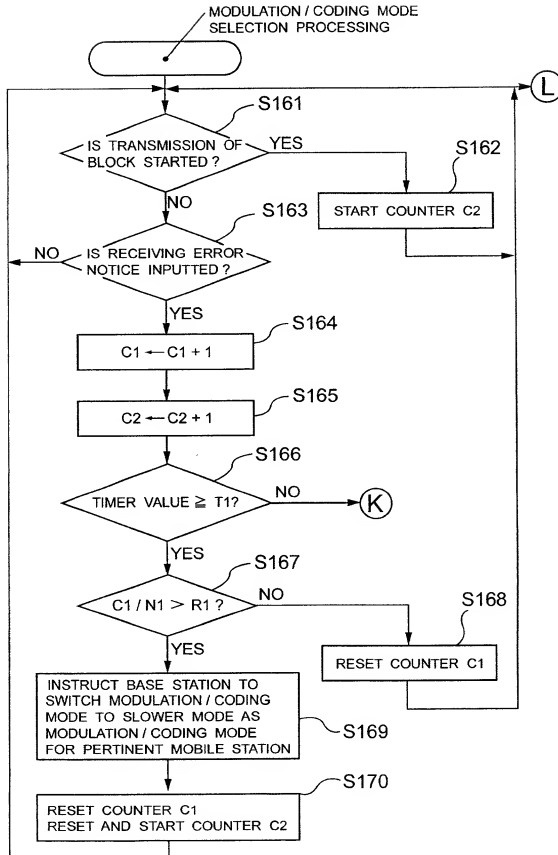 MODULATION / CODING MODE
SELECTION PROCESSING
L
S161
IS TRANSMISSION OF
BLOCK STARTED ?
YES
S162
START COUNTER C2
NO
S163
NO
IS RECEIVING ERROR
NOTICE INPUTTED ?
YES
S164
C1 ← C1 + 1
S165
C2 ← C2 + 1
S166
TIMER VALUE ≧ T1?
NO
K
YES
S167
C1 / N1 > R1 ?
NO
S168
RESET COUNTER C1
YES
INSTRUCT BASE STATION TO
SWITCH MODULATION / CODING
MODE TO SLOWER MODE AS
MODULATION / CODING MODE
FOR PERTINENT MOBILE STATION
S169
S170
RESET COUNTER C1
RESET AND START COUNTER C2